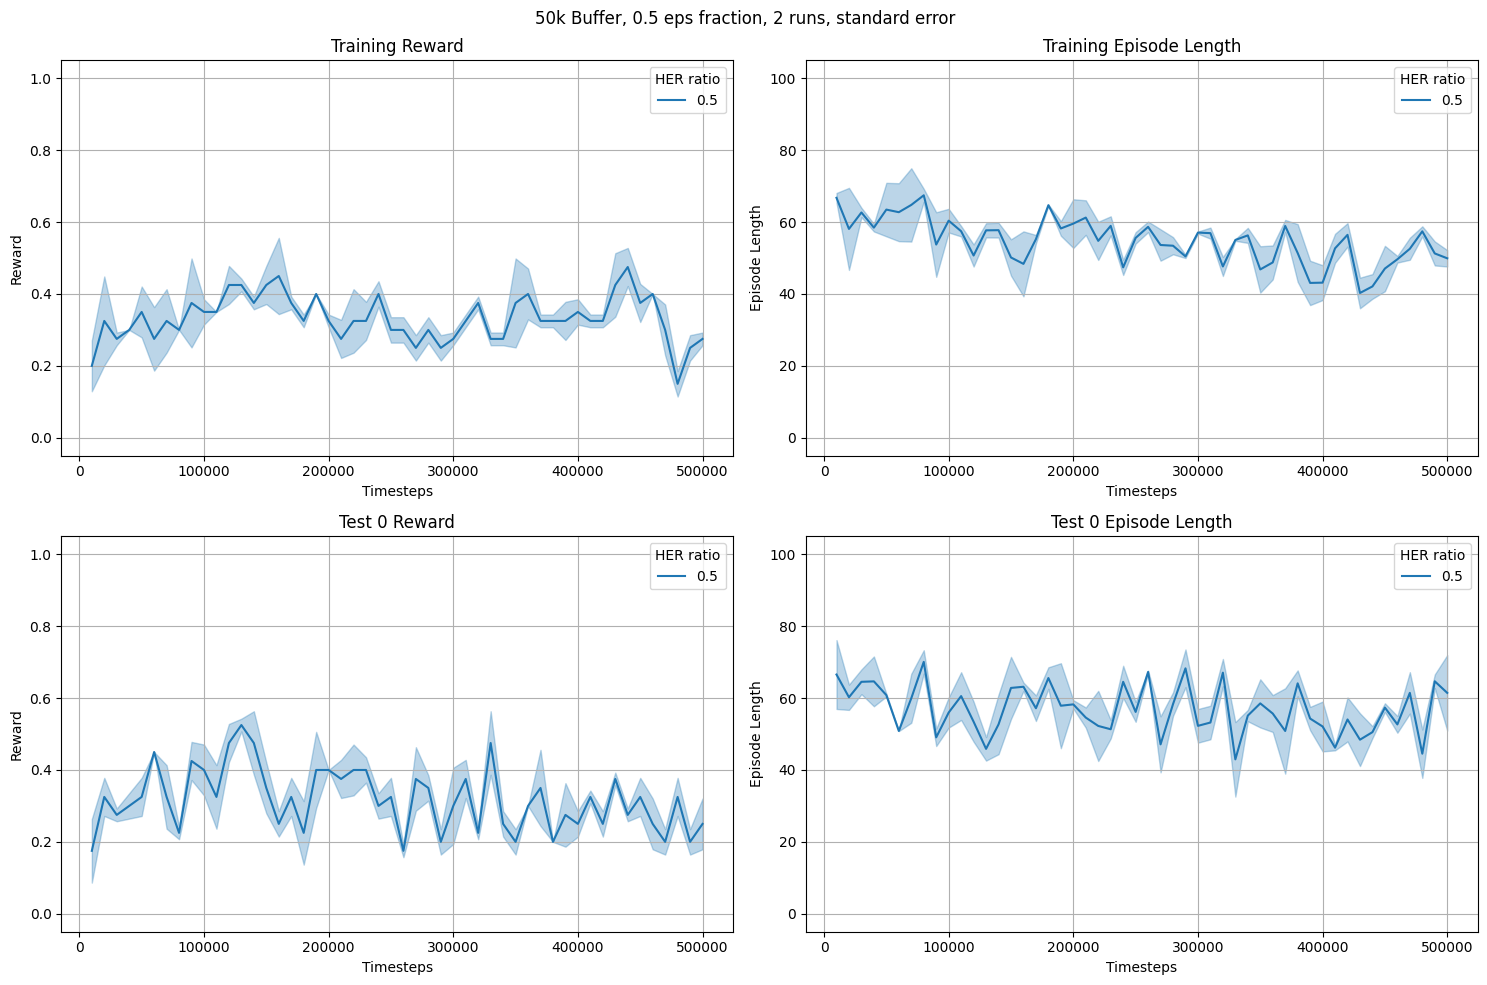 50k Buffer, 0.5 eps fraction, 2 runs, standard error
Training Reward
1.0
0.8
0.6
0.4
0.2
0.0
Reward
HER ratio
0.5
0 100000 200000 300000 400000 500000
Timesteps
Training Episode Length
100
80
60
40
20
0
Episode Length
HER ratio
0.5
0 100000 200000 300000 400000 500000
Timesteps
Test 0 Reward
1.0
0.8
0.6
0.4
0.2
0.0
Reward
HER ratio
0.5
0 100000 200000 300000 400000 500000
Timesteps
Test 0 Episode Length
100
80
60
40
20
0
Episode Length
HER ratio
0.5
0 100000 200000 300000 400000 500000
Timesteps